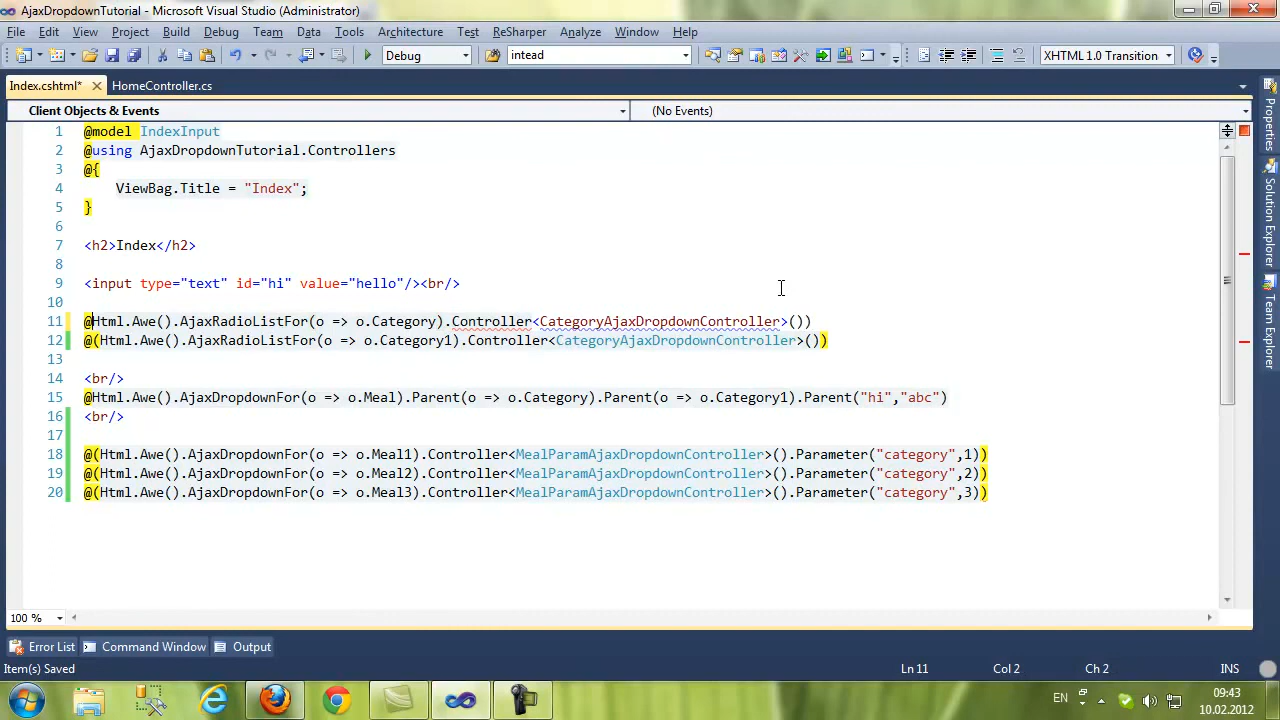 AjaxDropdownTutorial - Microsoft Visual Studio (Administrator)
File Edit View Project Build Debug Team Data Tools Architecture Test ReSharper Analyze Window Help
Debug intead XHTML 1.0 Transition
Index.cshtml* HomeController.cs
Client Objects & Events (No Events)
1 @model IndexInput
2 @using AjaxDropdownTutorial.Controllers
3 @{
4 ViewBag.Title = "Index";
5 }
6
7 <h2>Index</h2>
8
9 <input type="text" id="hi" value="hello"/><br/>
10
11 @Html.Awe().AjaxRadioListFor(o => o.Category).Controller<CategoryAjaxDropdownController>())
12 @(Html.Awe().AjaxRadioListFor(o => o.Category1).Controller<CategoryAjaxDropdownController>())
13
14 <br/>
15 @Html.Awe().AjaxDropdownFor(o => o.Meal).Parent(o => o.Category).Parent(o => o.Category1).Parent("hi","abc")
16 <br/>
17
18 @(Html.Awe().AjaxDropdownFor(o => o.Meal1).Controller<MealParamAjaxDropdownController>().Parameter("category",1))
19 @(Html.Awe().AjaxDropdownFor(o => o.Meal2).Controller<MealParamAjaxDropdownController>().Parameter("category",2))
20 @(Html.Awe().AjaxDropdownFor(o => o.Meal3).Controller<MealParamAjaxDropdownController>().Parameter("category",3))
Properties
Solution Explorer
Team Explorer
100 %
Error List Command Window Output
Item(s) Saved Ln 11 Col 2 Ch 2 INS
EN 09:43
10.02.2012